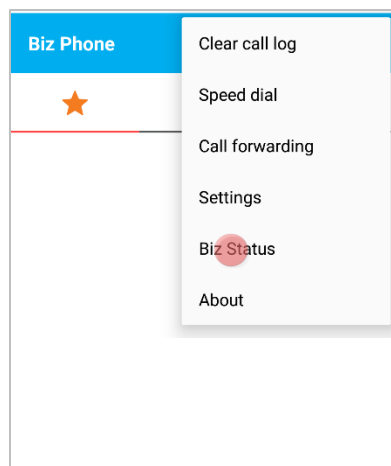 Biz Phone
Clear call log
Speed dial
Call forwarding
Settings
Biz Status
About